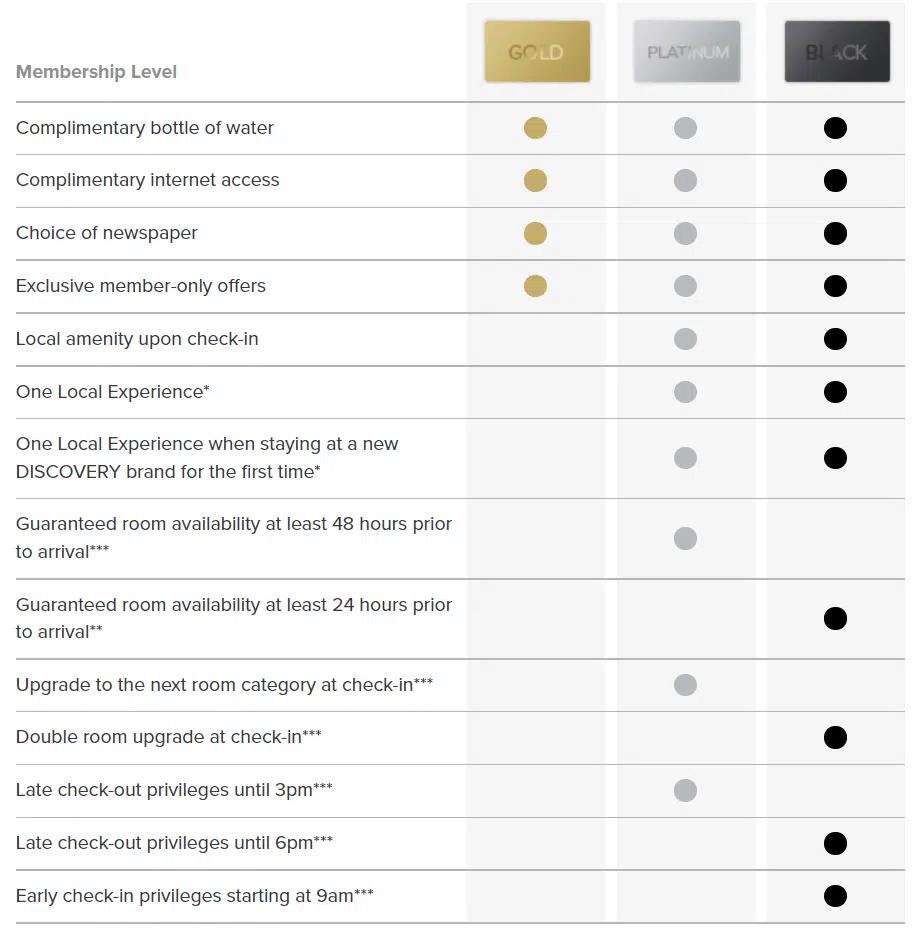 GOLD PLATINUM BLACK
Membership Level
Complimentary bottle of water
Complimentary internet access
Choice of newspaper
Exclusive member-only offers
Local amenity upon check-in
One Local Experience*
One Local Experience when staying at a new
DISCOVERY brand for the first time*
Guaranteed room availability at least 48 hours prior
to arrival***
Guaranteed room availability at least 24 hours prior
to arrival**
Upgrade to the next room category at check-in***
Double room upgrade at check-in***
Late check-out privileges until 3pm***
Late check-out privileges until 6pm***
Early check-in privileges starting at 9am***